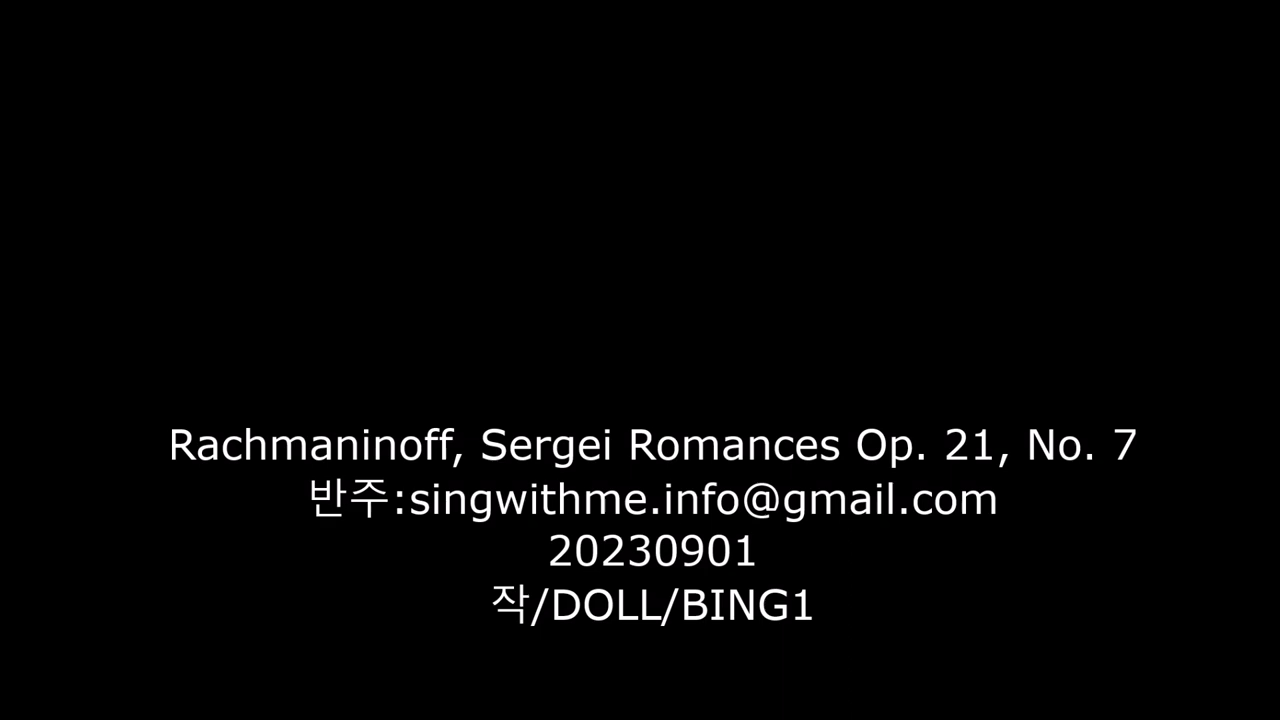 Rachmaninoff, Sergei Romances Op. 21, No. 7
반주:singwithme.info@gmail.com
20230901
작/DOLL/BING1